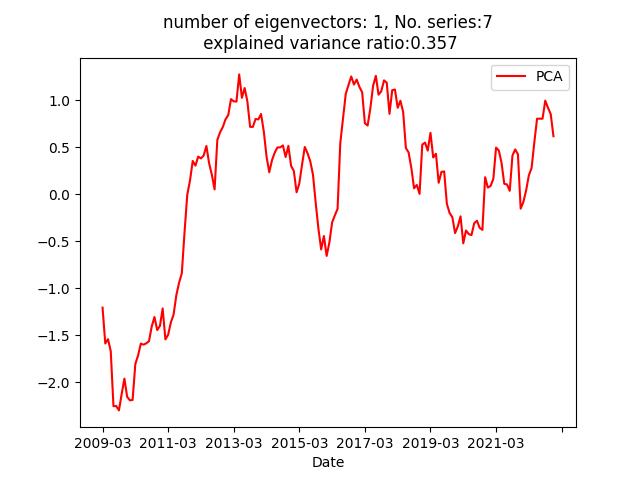 number of eigenvectors: 1, No. series:7
explained variance ratio:0.357
PCA
1.0
0.5
0.0
−0.5
−1.0
−1.5
−2.0
2009-03 2011-03 2013-03 2015-03 2017-03 2019-03 2021-03
Date